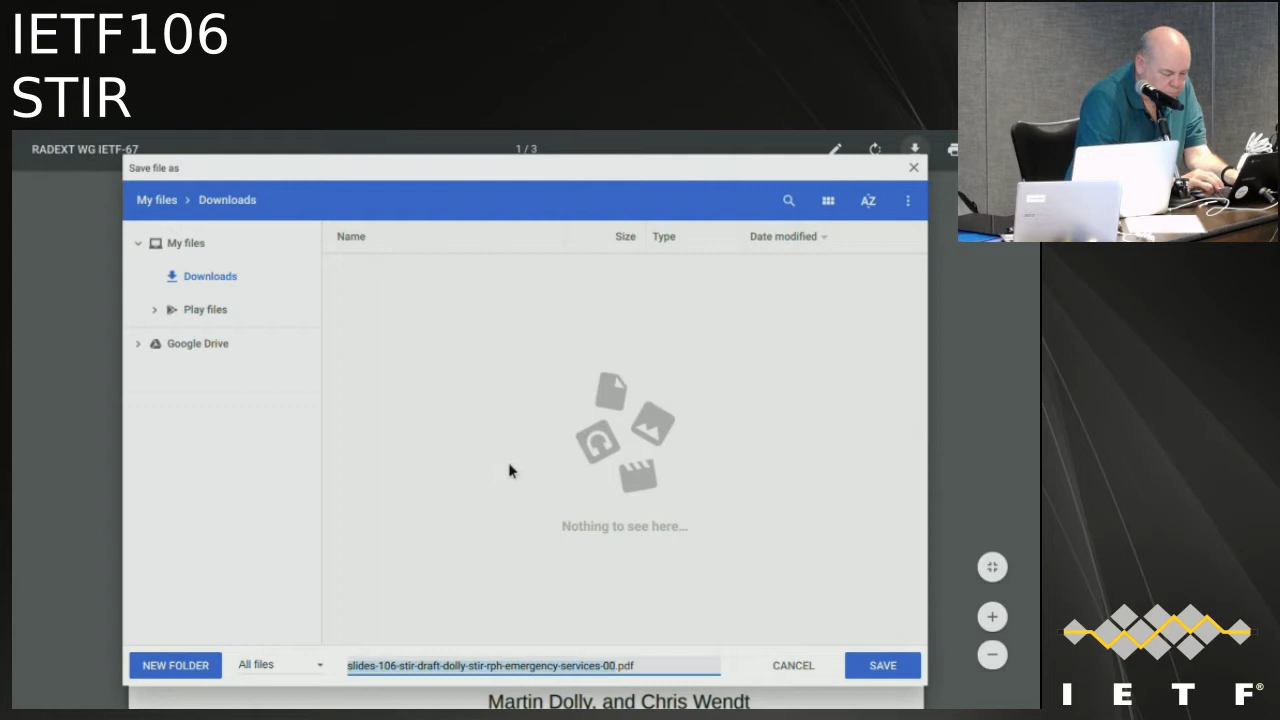 IETF106
STIR
RADEXT WG IETF-67
1 / 3
Save file as
My files > Downloads
AZ
Name
Size
Type
Date modified
My files
Downloads
Play files
Google Drive
Nothing to see here...
NEW FOLDER
All files
slides-106-stir-draft-dolly-stir-rph-emergency-services-00.pdf
CANCEL
SAVE
Martin Dolly, and Chris Wendt
I E T F®